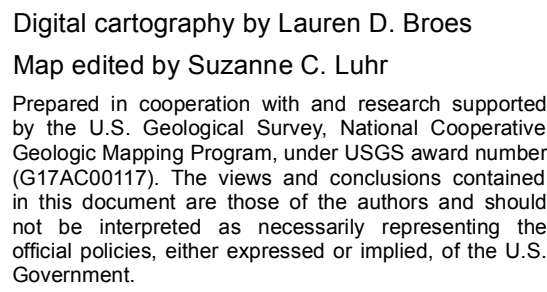 Digital cartography by Lauren D. Broes
Map edited by Suzanne C. Luhr
Prepared in cooperation with and research supported
by the U.S. Geological Survey, National Cooperative
Geologic Mapping Program, under USGS award number
(G17AC00117). The views and conclusions contained
in this document are those of the authors and should
not be interpreted as necessarily representing the
official policies, either expressed or implied, of the U.S.
Government.